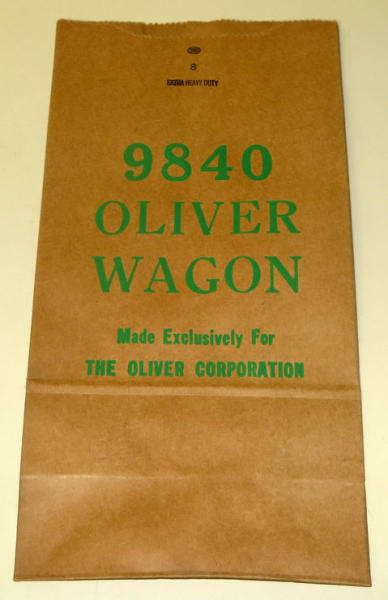 8
EXTRA HEAVY DUTY
9840
OLIVER
WAGON
Made Exclusively For
THE OLIVER CORPORATION